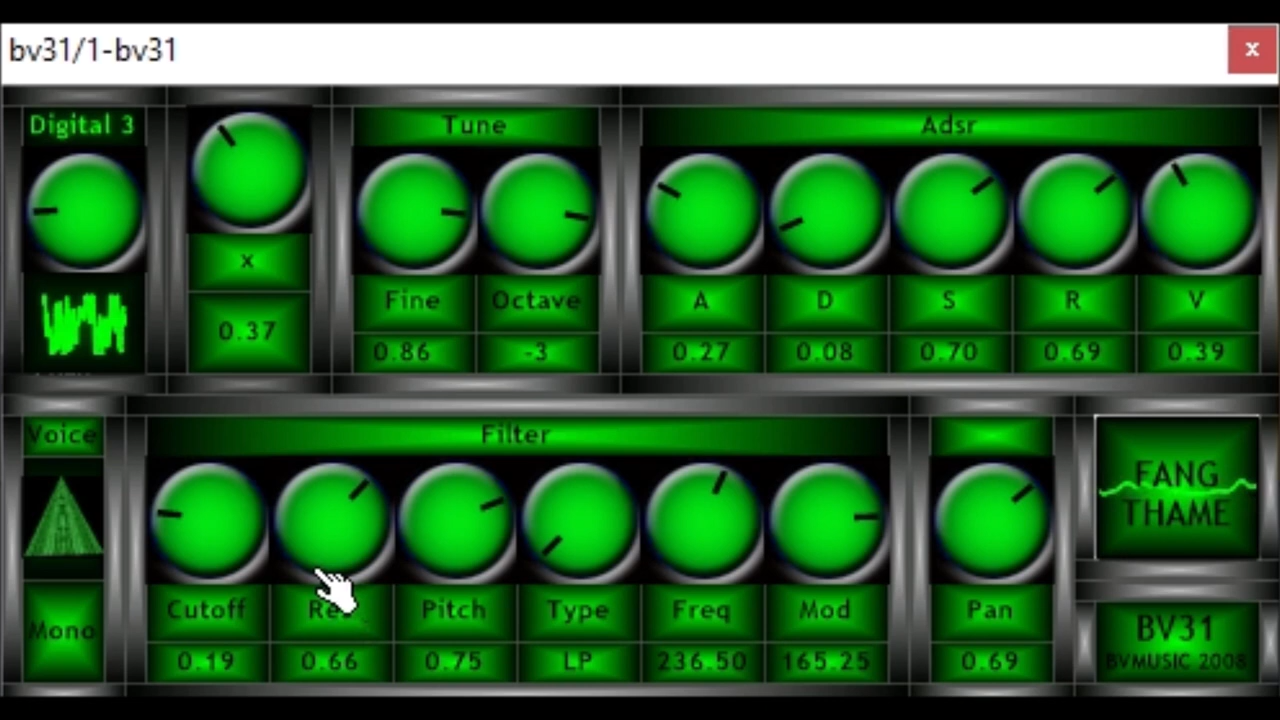 bv31/1-bv31
x
Digital 3
x
0.37
Tune
Fine Octave
0.86 -3
Adsr
A D S R V
0.27 0.08 0.70 0.69 0.39
Voice
Mono
Filter
Cutoff Pitch Type Freq Mod
0.19 0.66 0.75 LP 236.50 165.25
Pan
0.69
FANG
THAME
BV31
BVMUSIC 2008